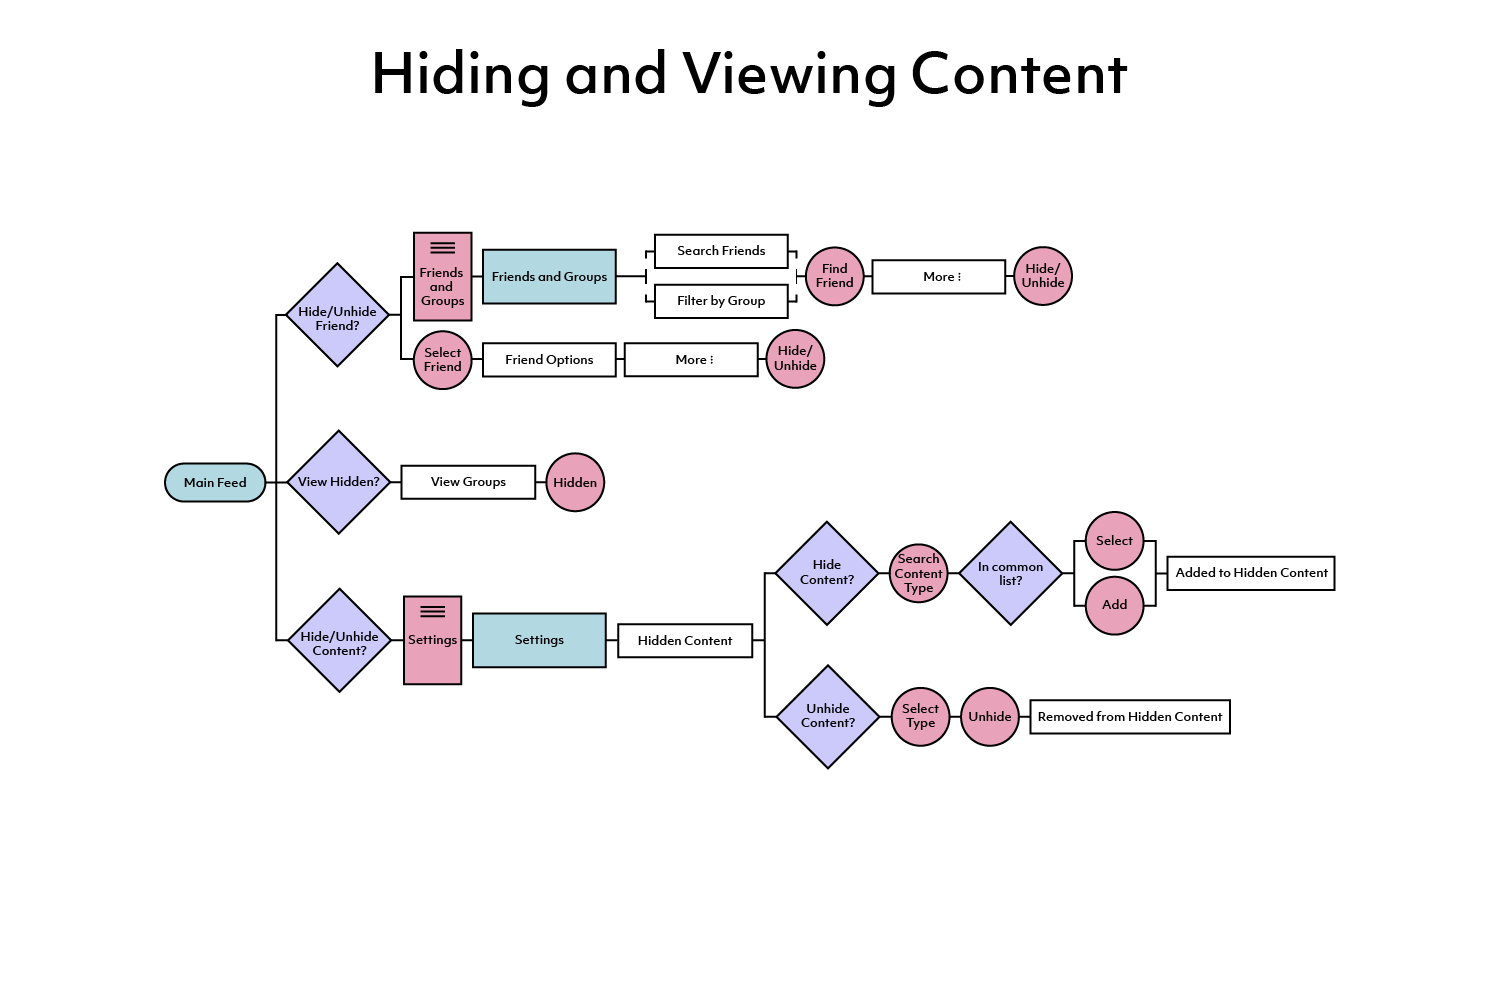 Hiding and Viewing Content
Search Friends
Friends
and
Groups
Friends and Groups
Find
Friend
More ⁝
Hide/
Unhide
Filter by Group
Hide/Unhide
Friend?
Select
Friend
Friend Options
More ⁝
Hide/
Unhide
Main Feed
View Hidden?
View Groups
Hidden
Hide/Unhide
Content?
Settings
Settings
Hidden Content
Hide
Content?
Search
Content
Type
In common
list?
Select
Add
Added to Hidden Content
Unhide
Content?
Select
Type
Unhide
Removed from Hidden Content